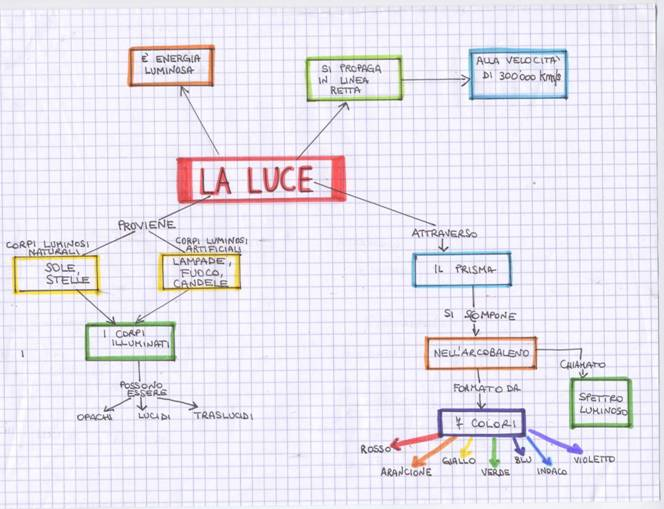 È ENERGIA
LUMINOSA
SI PROPAGA
IN LINEA
RETTA
ALLA VELOCITÀ
DI 300'000 km/s
LA LUCE
PROVIENE
CORPI LUMINOSI
NATURALI
SOLE,
STELLE
CORPI LUMINOSI
ARTIFICIALI
LAMPADE,
FUOCO,
CANDELE
I CORPI
ILLUMINATI
POSSONO
ESSERE
OPACHI
LUCIDI
TRASLUCIDI
ATTRAVERSO
IL PRISMA
SI SCOMPONE
NELL'ARCOBALENO
CHIAMATO
SPETTRO
LUMINOSO
FORMATO DA
7 COLORI
ROSSO
ARANCIONE
GIALLO
VERDE
BLU
INDACO
VIOLETTO